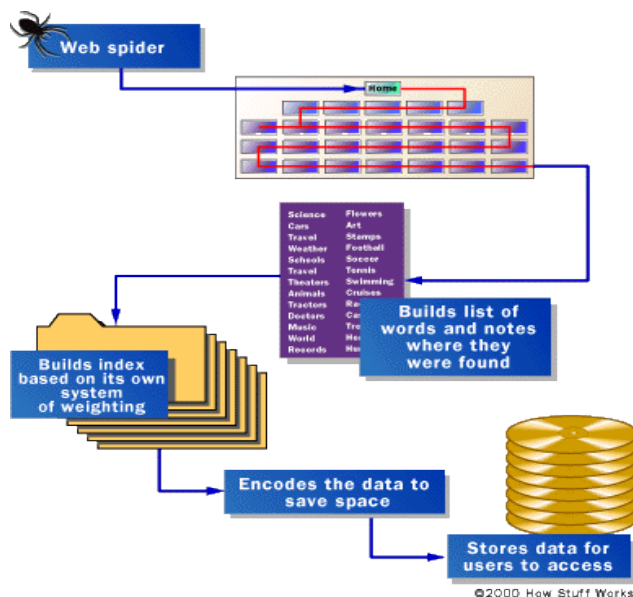 Web spider
Home
Science Flowers
Cars Art
Travel Stamps
Weather Football
Schools Soccer
Travel Tennis
Theaters Swimming
Animals Cruises
Tractors
Doctors
Music
World
Records
Builds list of
words and notes
where they
were found
Builds index
based on its own
system
of weighting
Encodes the data to
save space
Stores data for
users to access
©2000 How Stuff Works